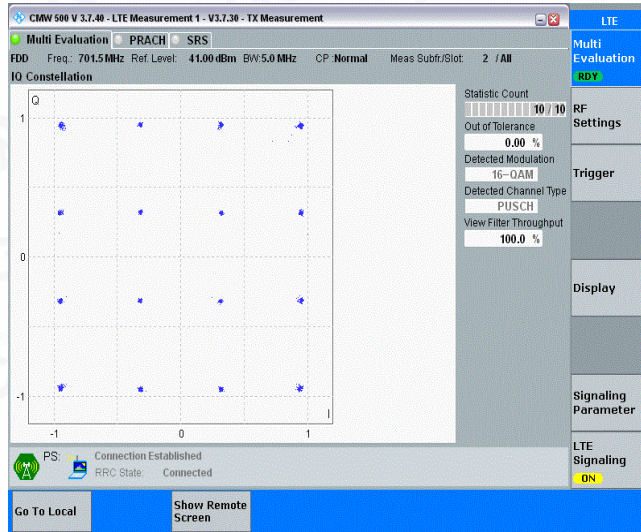 CMW 500 V 3.7.40 - LTE Measurement 1 - V3.7.30 - TX Measurement
LTE
Multi Evaluation PRACH SRS
Multi
Evaluation
RDY
FDD Freq.: 701.5 MHz Ref. Level: 41.00 dBm BW: 5.0 MHz CP :Normal Meas Subfr./Slot: 2 / All
IQ Constellation
Q
1
0
-1
I
-1 0 1
Statistic Count
10 / 10
Out of Tolerance
0.00 %
Detected Modulation
16-QAM
Detected Channel Type
PUSCH
View Filter Throughput
100.0 %
RF
Settings
Trigger
Display
Signaling
Parameter
LTE
Signaling
ON
PS: Connection Established
RRC State: Connected
Go To Local
Show Remote
Screen